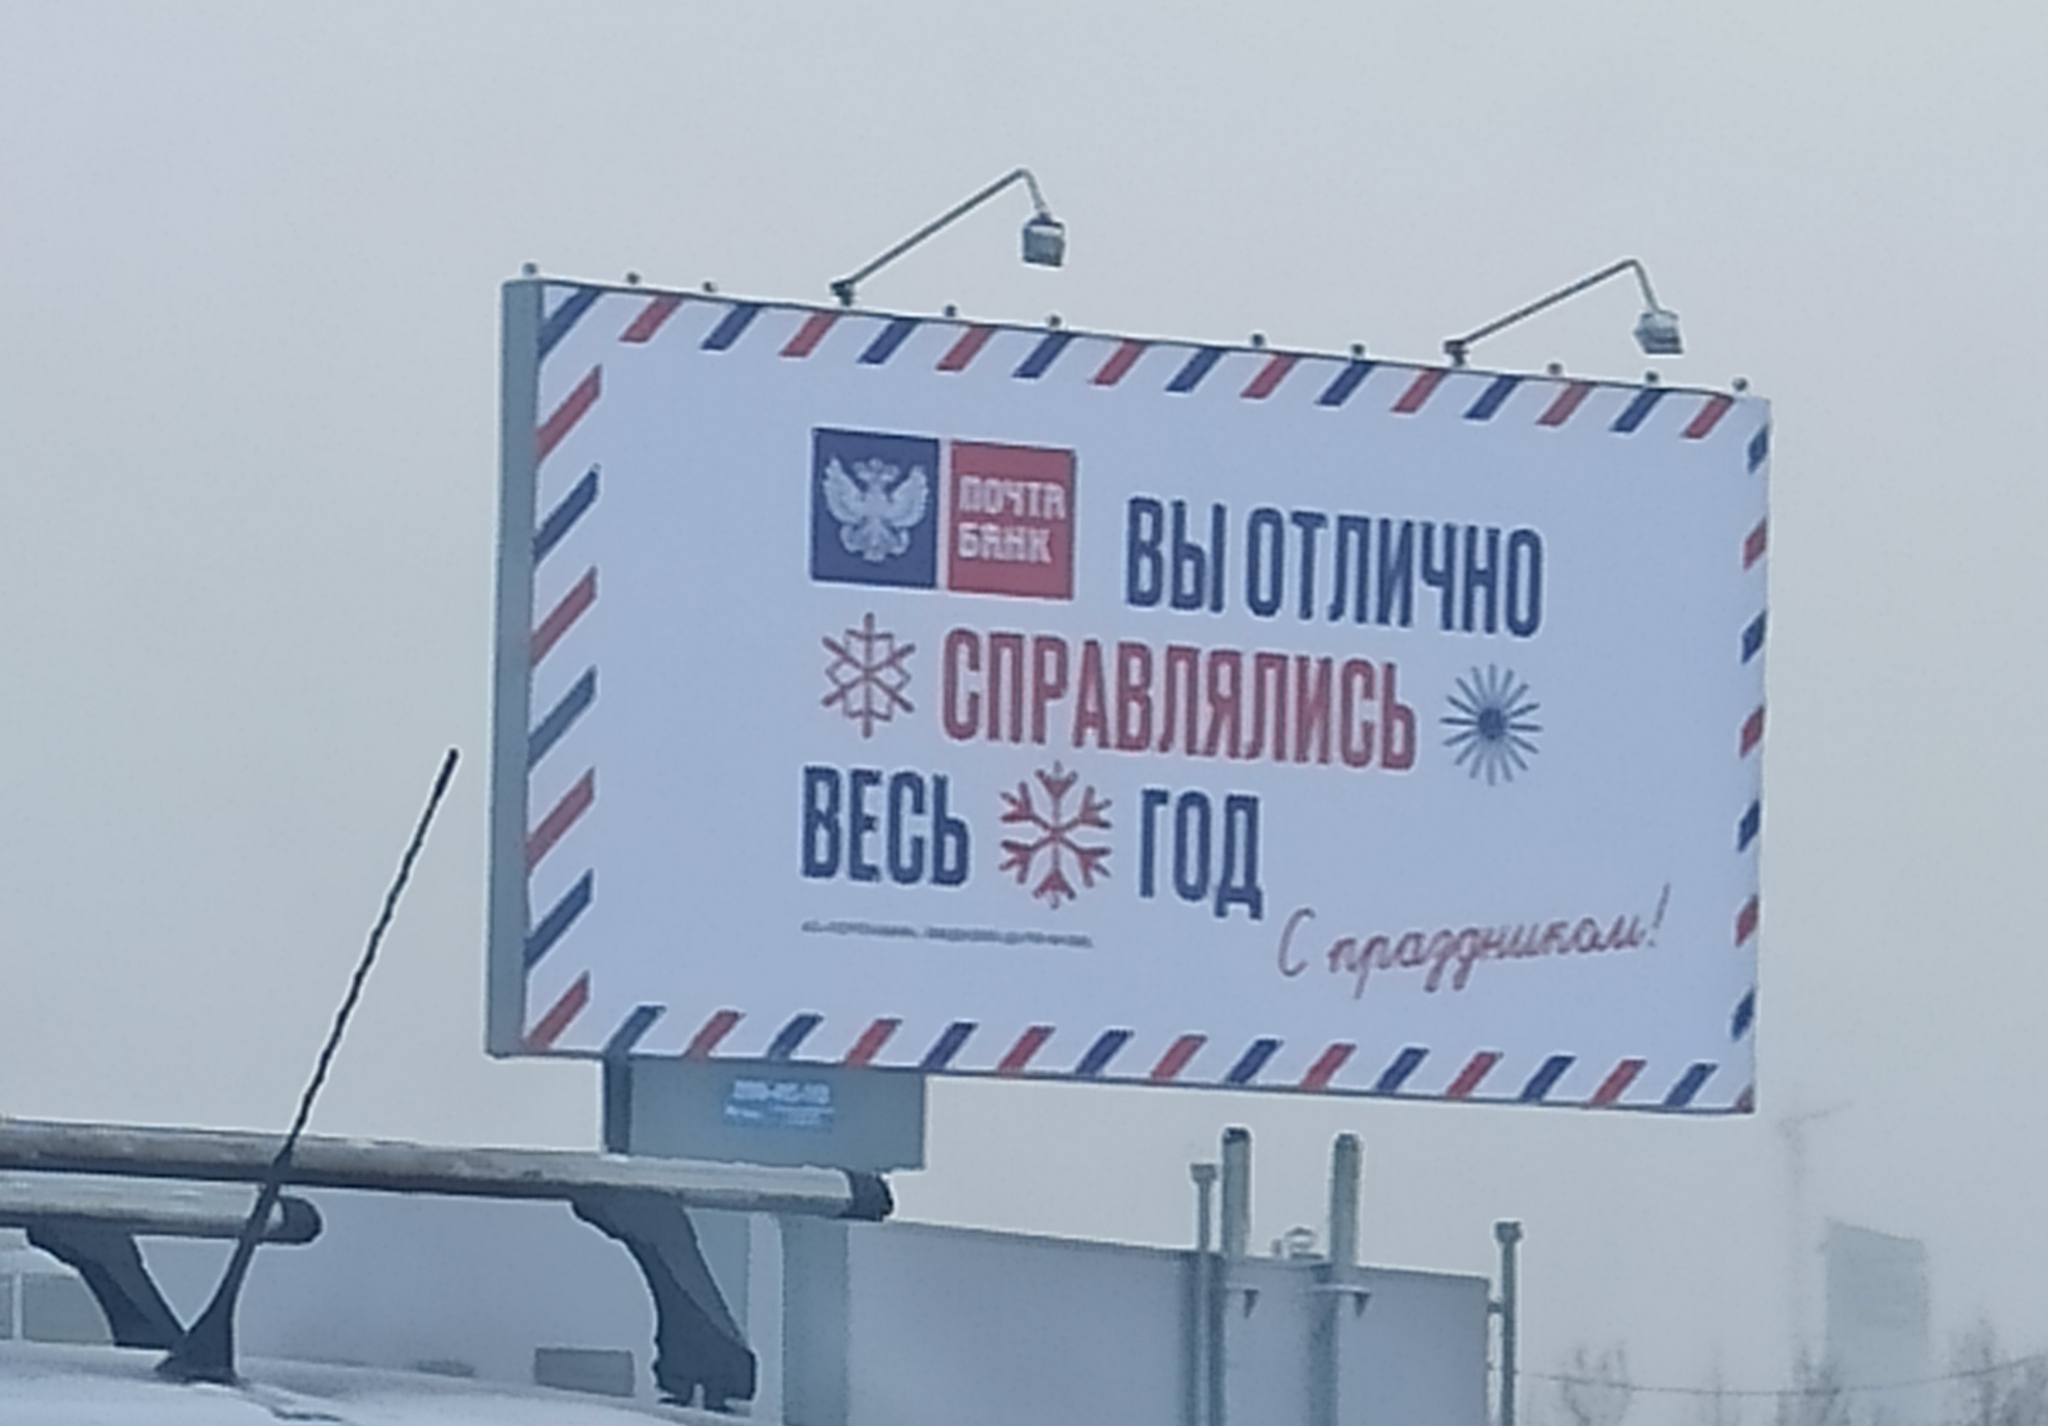 ПОЧТА
БАНК
ВЫ ОТЛИЧНО
СПРАВЛЯЛИСЬ
ВЕСЬ ГОД
С праздником!